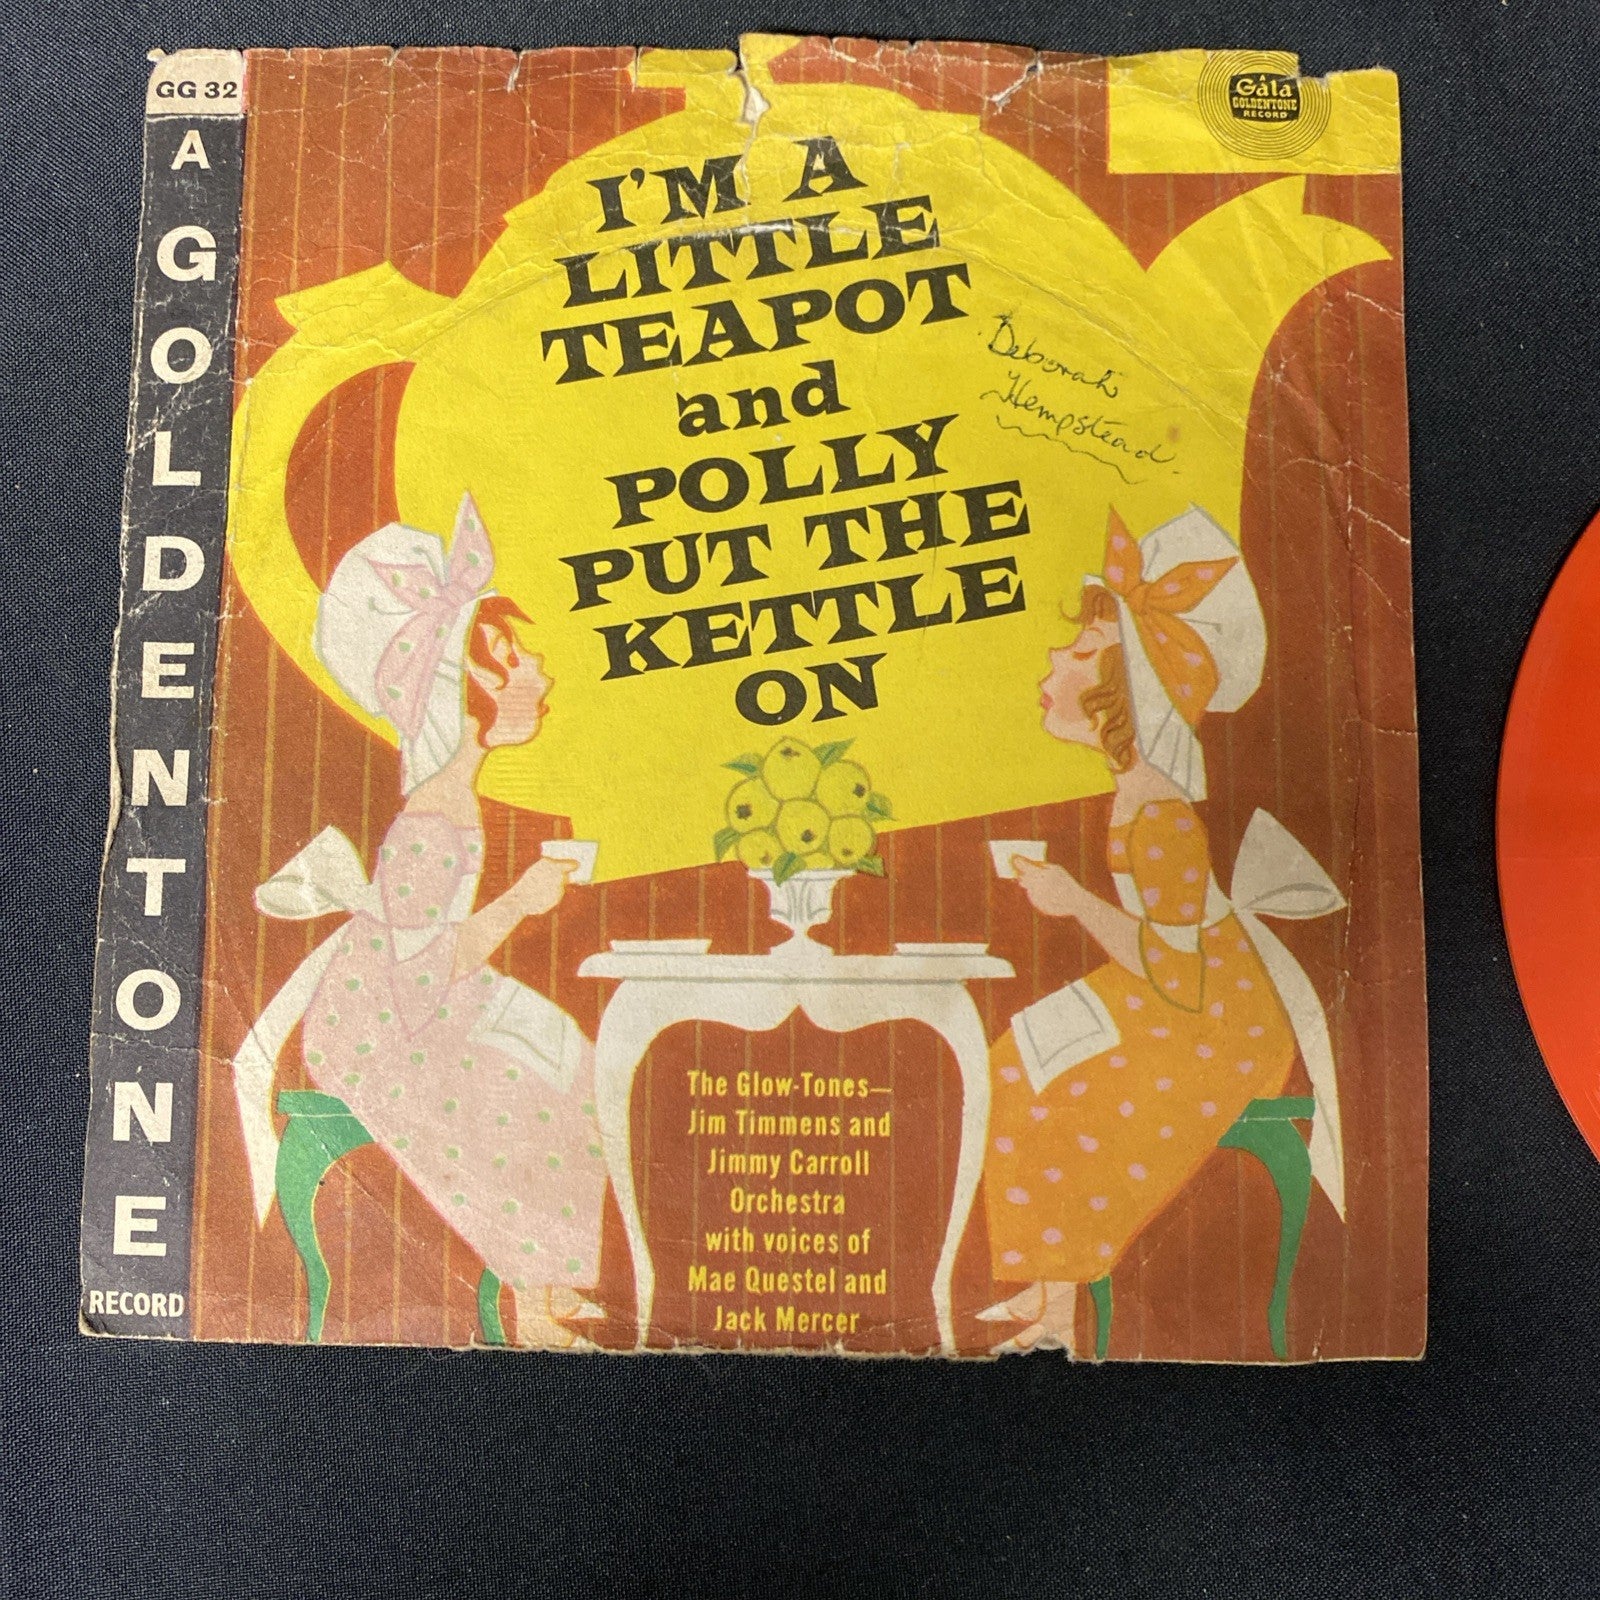 GG 32
A
GOLDENTONE
RECORD
A
Gala
GOLDENTONE
RECORD
I'M A
LITTLE
TEAPOT
and
POLLY
PUT THE
KETTLE
ON
Deborah
Hempstead.
The Glow-Tones—
Jim Timmens and
Jimmy Carroll
Orchestra
with voices of
Mae Questel and
Jack Mercer